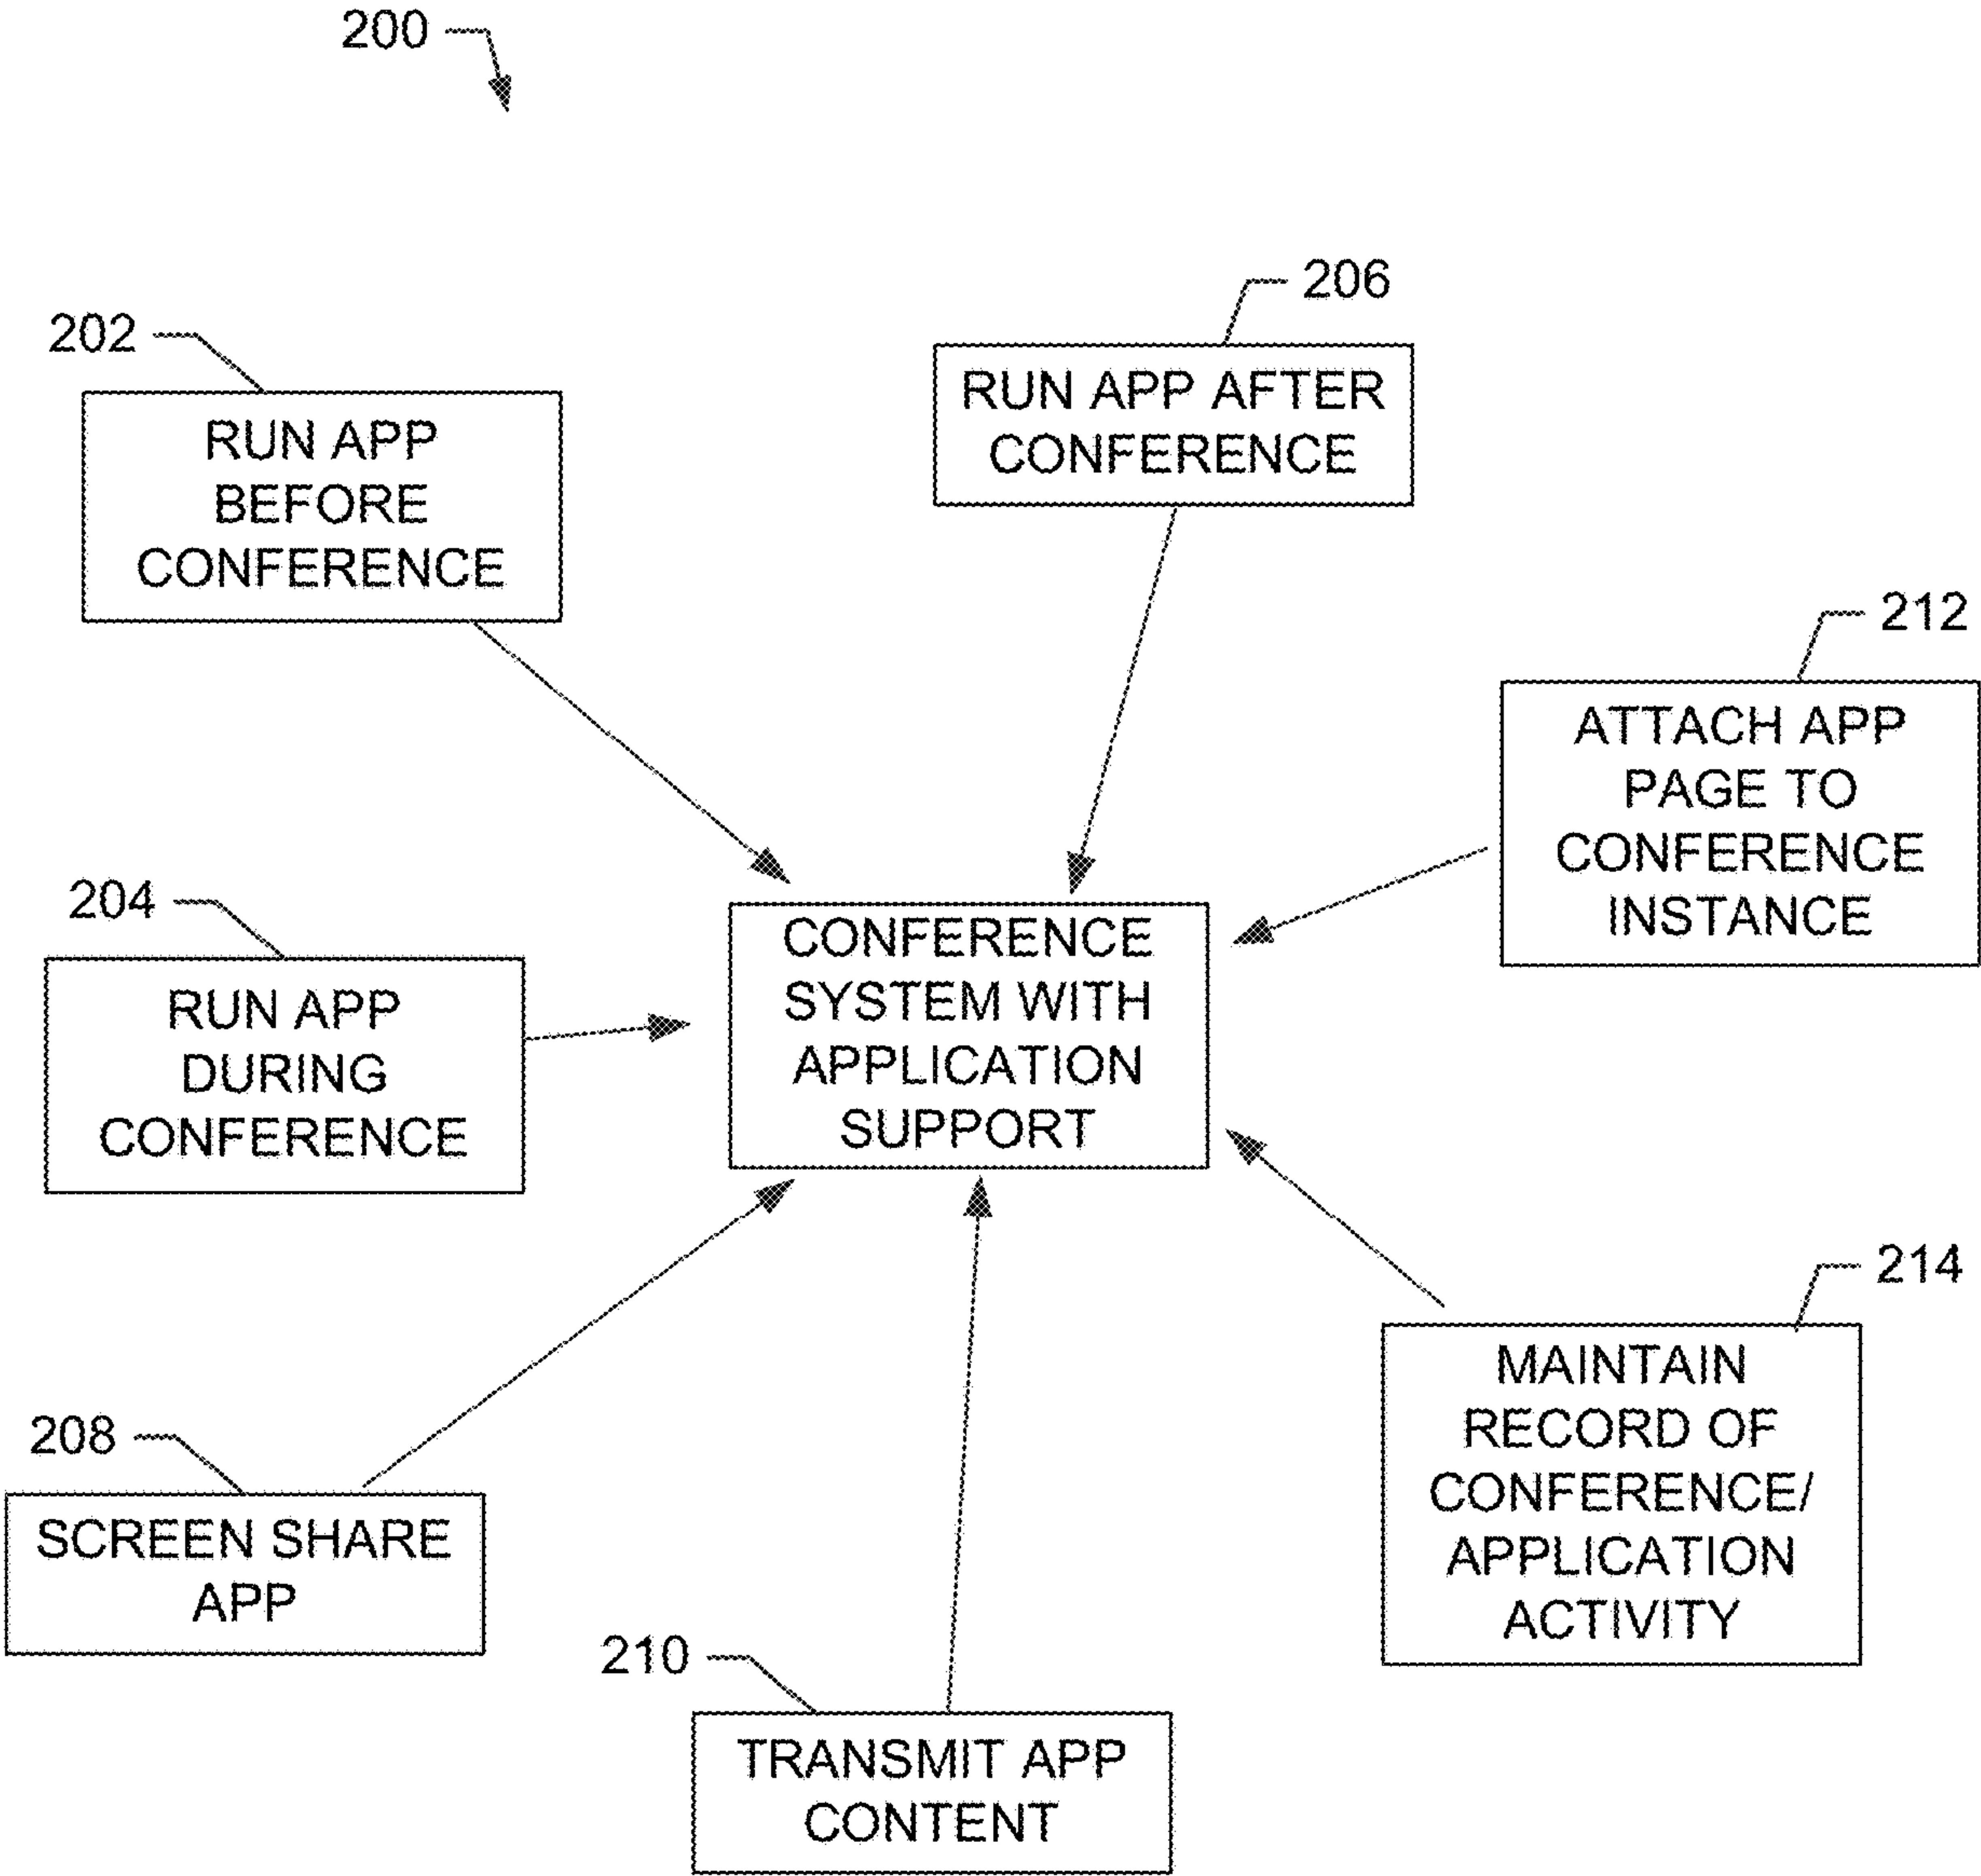 200
206
202
RUN APP AFTER
CONFERENCE
RUN APP
BEFORE
CONFERENCE
212
ATTACH APP
PAGE TO
CONFERENCE
INSTANCE
204
CONFERENCE
SYSTEM WITH
APPLICATION
SUPPORT
RUN APP
DURING
CONFERENCE
214
MAINTAIN
RECORD OF
CONFERENCE/
APPLICATION
ACTIVITY
208
SCREEN SHARE
APP
210
TRANSMIT APP
CONTENT